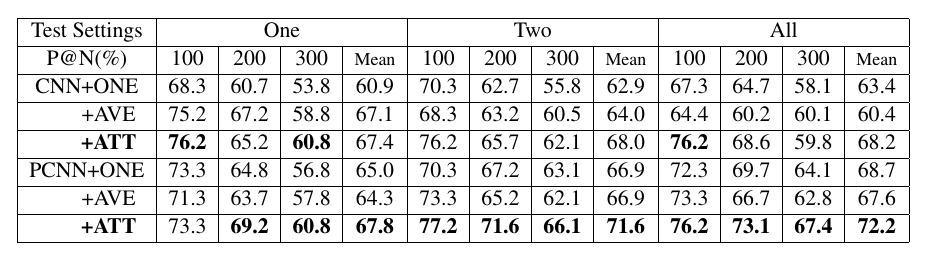 Test Settings One Two All
P@N(%) 100 200 300 Mean 100 200 300 Mean 100 200 300 Mean
CNN+ONE 68.3 60.7 53.8 60.9 70.3 62.7 55.8 62.9 67.3 64.7 58.1 63.4
+AVE 75.2 67.2 58.8 67.1 68.3 63.2 60.5 64.0 64.4 60.2 60.1 60.4
+ATT 76.2 65.2 60.8 67.4 76.2 65.7 62.1 68.0 76.2 68.6 59.8 68.2
PCNN+ONE 73.3 64.8 56.8 65.0 70.3 67.2 63.1 66.9 72.3 69.7 64.1 68.7
+AVE 71.3 63.7 57.8 64.3 73.3 65.2 62.1 66.9 73.3 66.7 62.8 67.6
+ATT 73.3 69.2 60.8 67.8 77.2 71.6 66.1 71.6 76.2 73.1 67.4 72.2